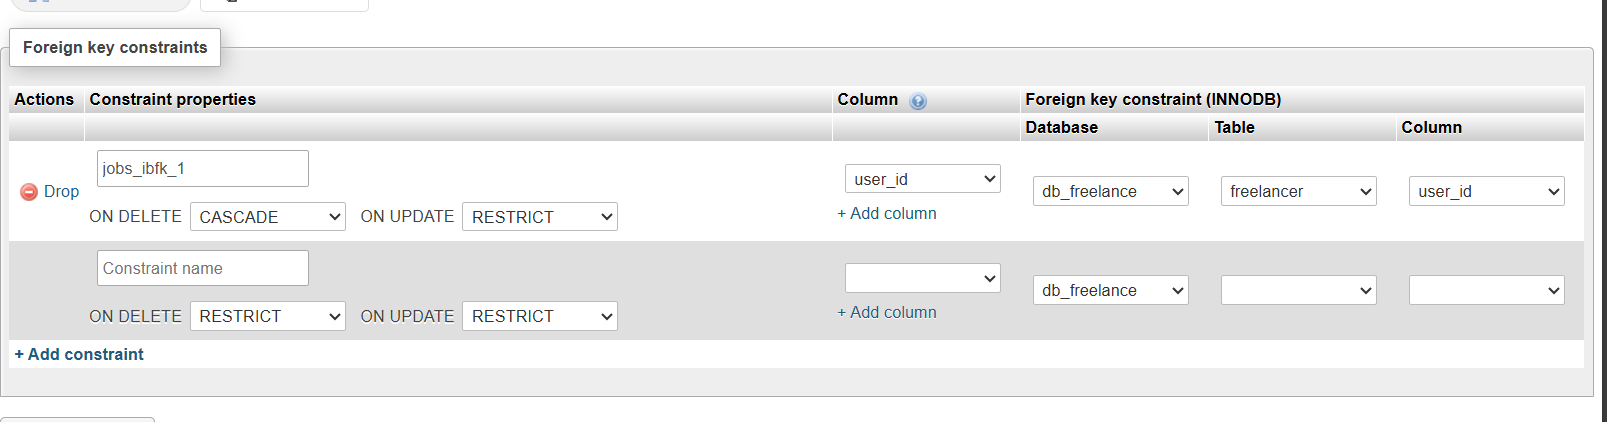 Foreign key constraints
Actions Constraint properties Column Foreign key constraint (INNODB)
Database Table Column
jobs_ibfk_1
Drop
ON DELETE CASCADE ON UPDATE RESTRICT
user_id
+ Add column
db_freelance freelancer user_id
Constraint name
ON DELETE RESTRICT ON UPDATE RESTRICT
+ Add column
db_freelance
+ Add constraint